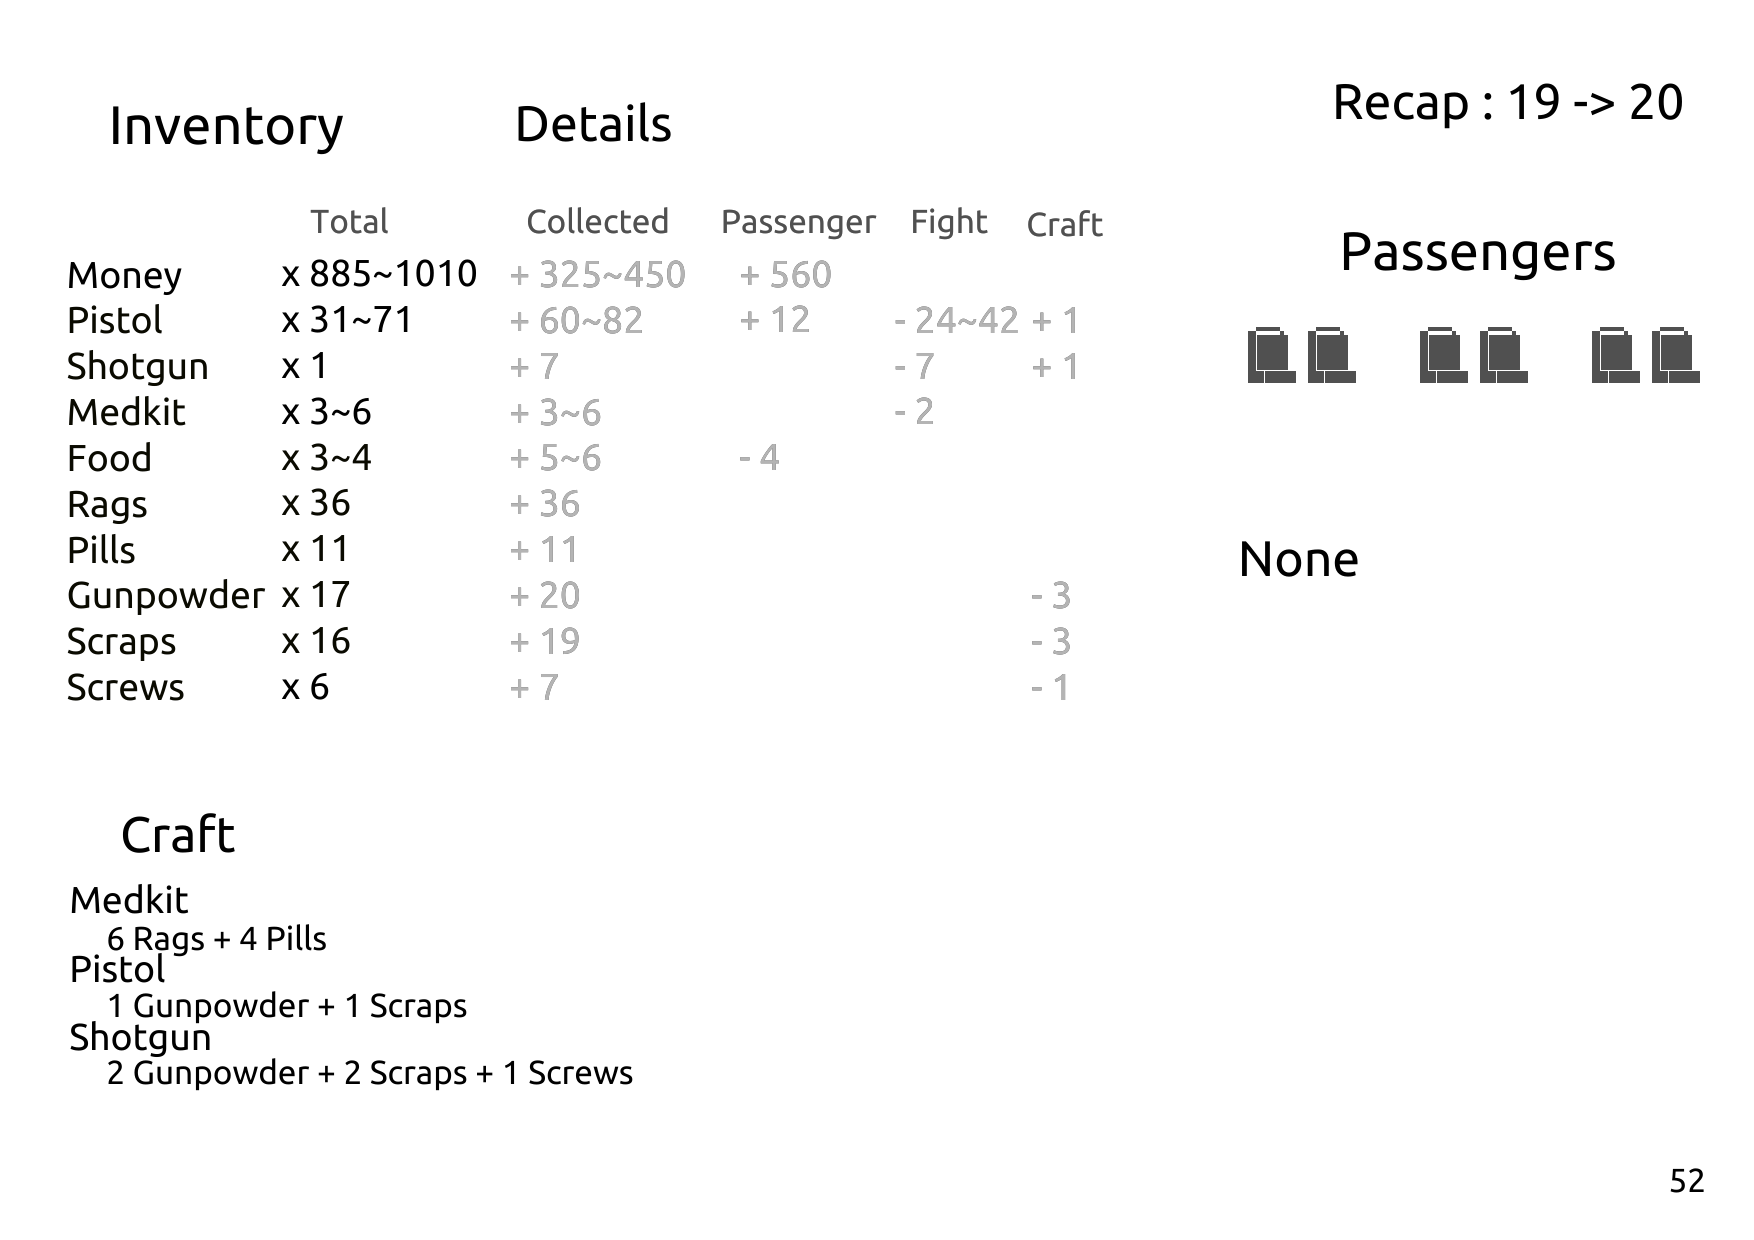 Recap : 19 -> 20
Inventory Details
Total Collected Passenger Fight Craft
Money x 885~1010 + 325~450 + 560
Pistol x 31~71 + 60~82 + 12 - 24~42 + 1
Shotgun x 1 + 7 - 7 + 1
Medkit x 3~6 + 3~6 - 2
Food x 3~4 + 5~6 - 4
Rags x 36 + 36
Pills x 11 + 11
Gunpowder x 17 + 20 - 3
Scraps x 16 + 19 - 3
Screws x 6 + 7 - 1
Passengers
None
Craft
Medkit
6 Rags + 4 Pills
Pistol
1 Gunpowder + 1 Scraps
Shotgun
2 Gunpowder + 2 Scraps + 1 Screws
52